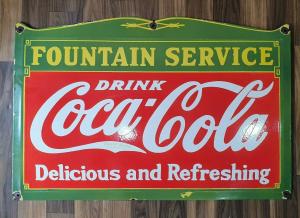 FOUNTAIN SERVICE
DRINK
Coca-Cola
Delicious and Refreshing